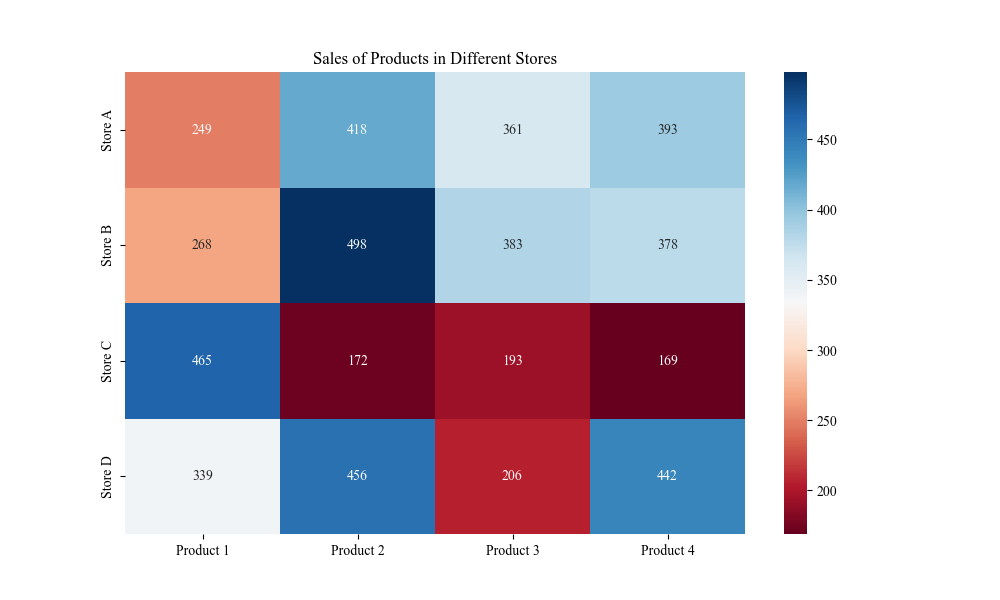 Sales of Products in Different Stores
Store A
249
418
361
393
Store B
268
498
383
378
Store C
465
172
193
169
Store D
339
456
206
442
Product 1
Product 2
Product 3
Product 4
450
400
350
300
250
200